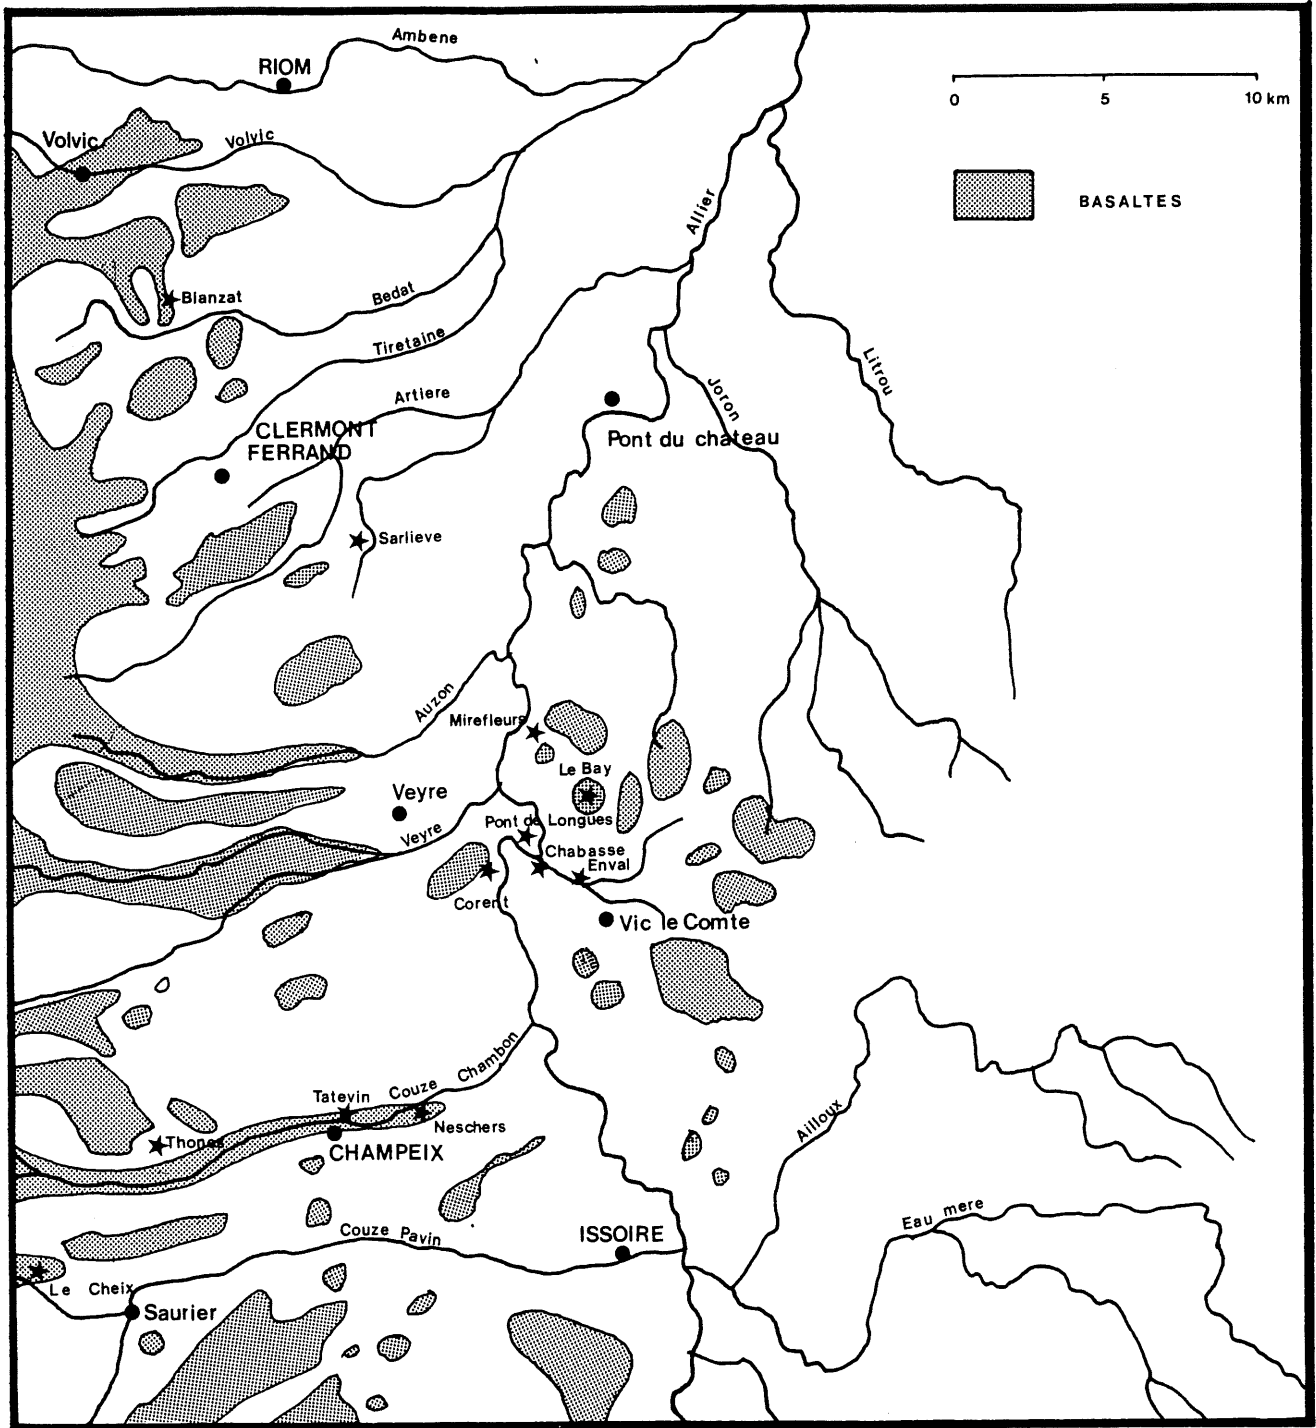 Ambene
RIOM
0 5 10 km
Volvic
Volvic
BASALTES
Allier
Blanzat
Bedat
Tiretaine
Litrou
Joron
Artiere
CLERMONT
FERRAND
Pont du chateau
Sarlieve
Auzon
Mirefleurs
Le Bay
Veyre
Veyre
Pont de Longues
Chabasse
Enval
Corent
Vic le Comte
Couze Chambon
Tatevin
Neschers
Thones
CHAMPEIX
Ailloux
Eau mere
Couze Pavin
ISSOIRE
Le Cheix
Saurier